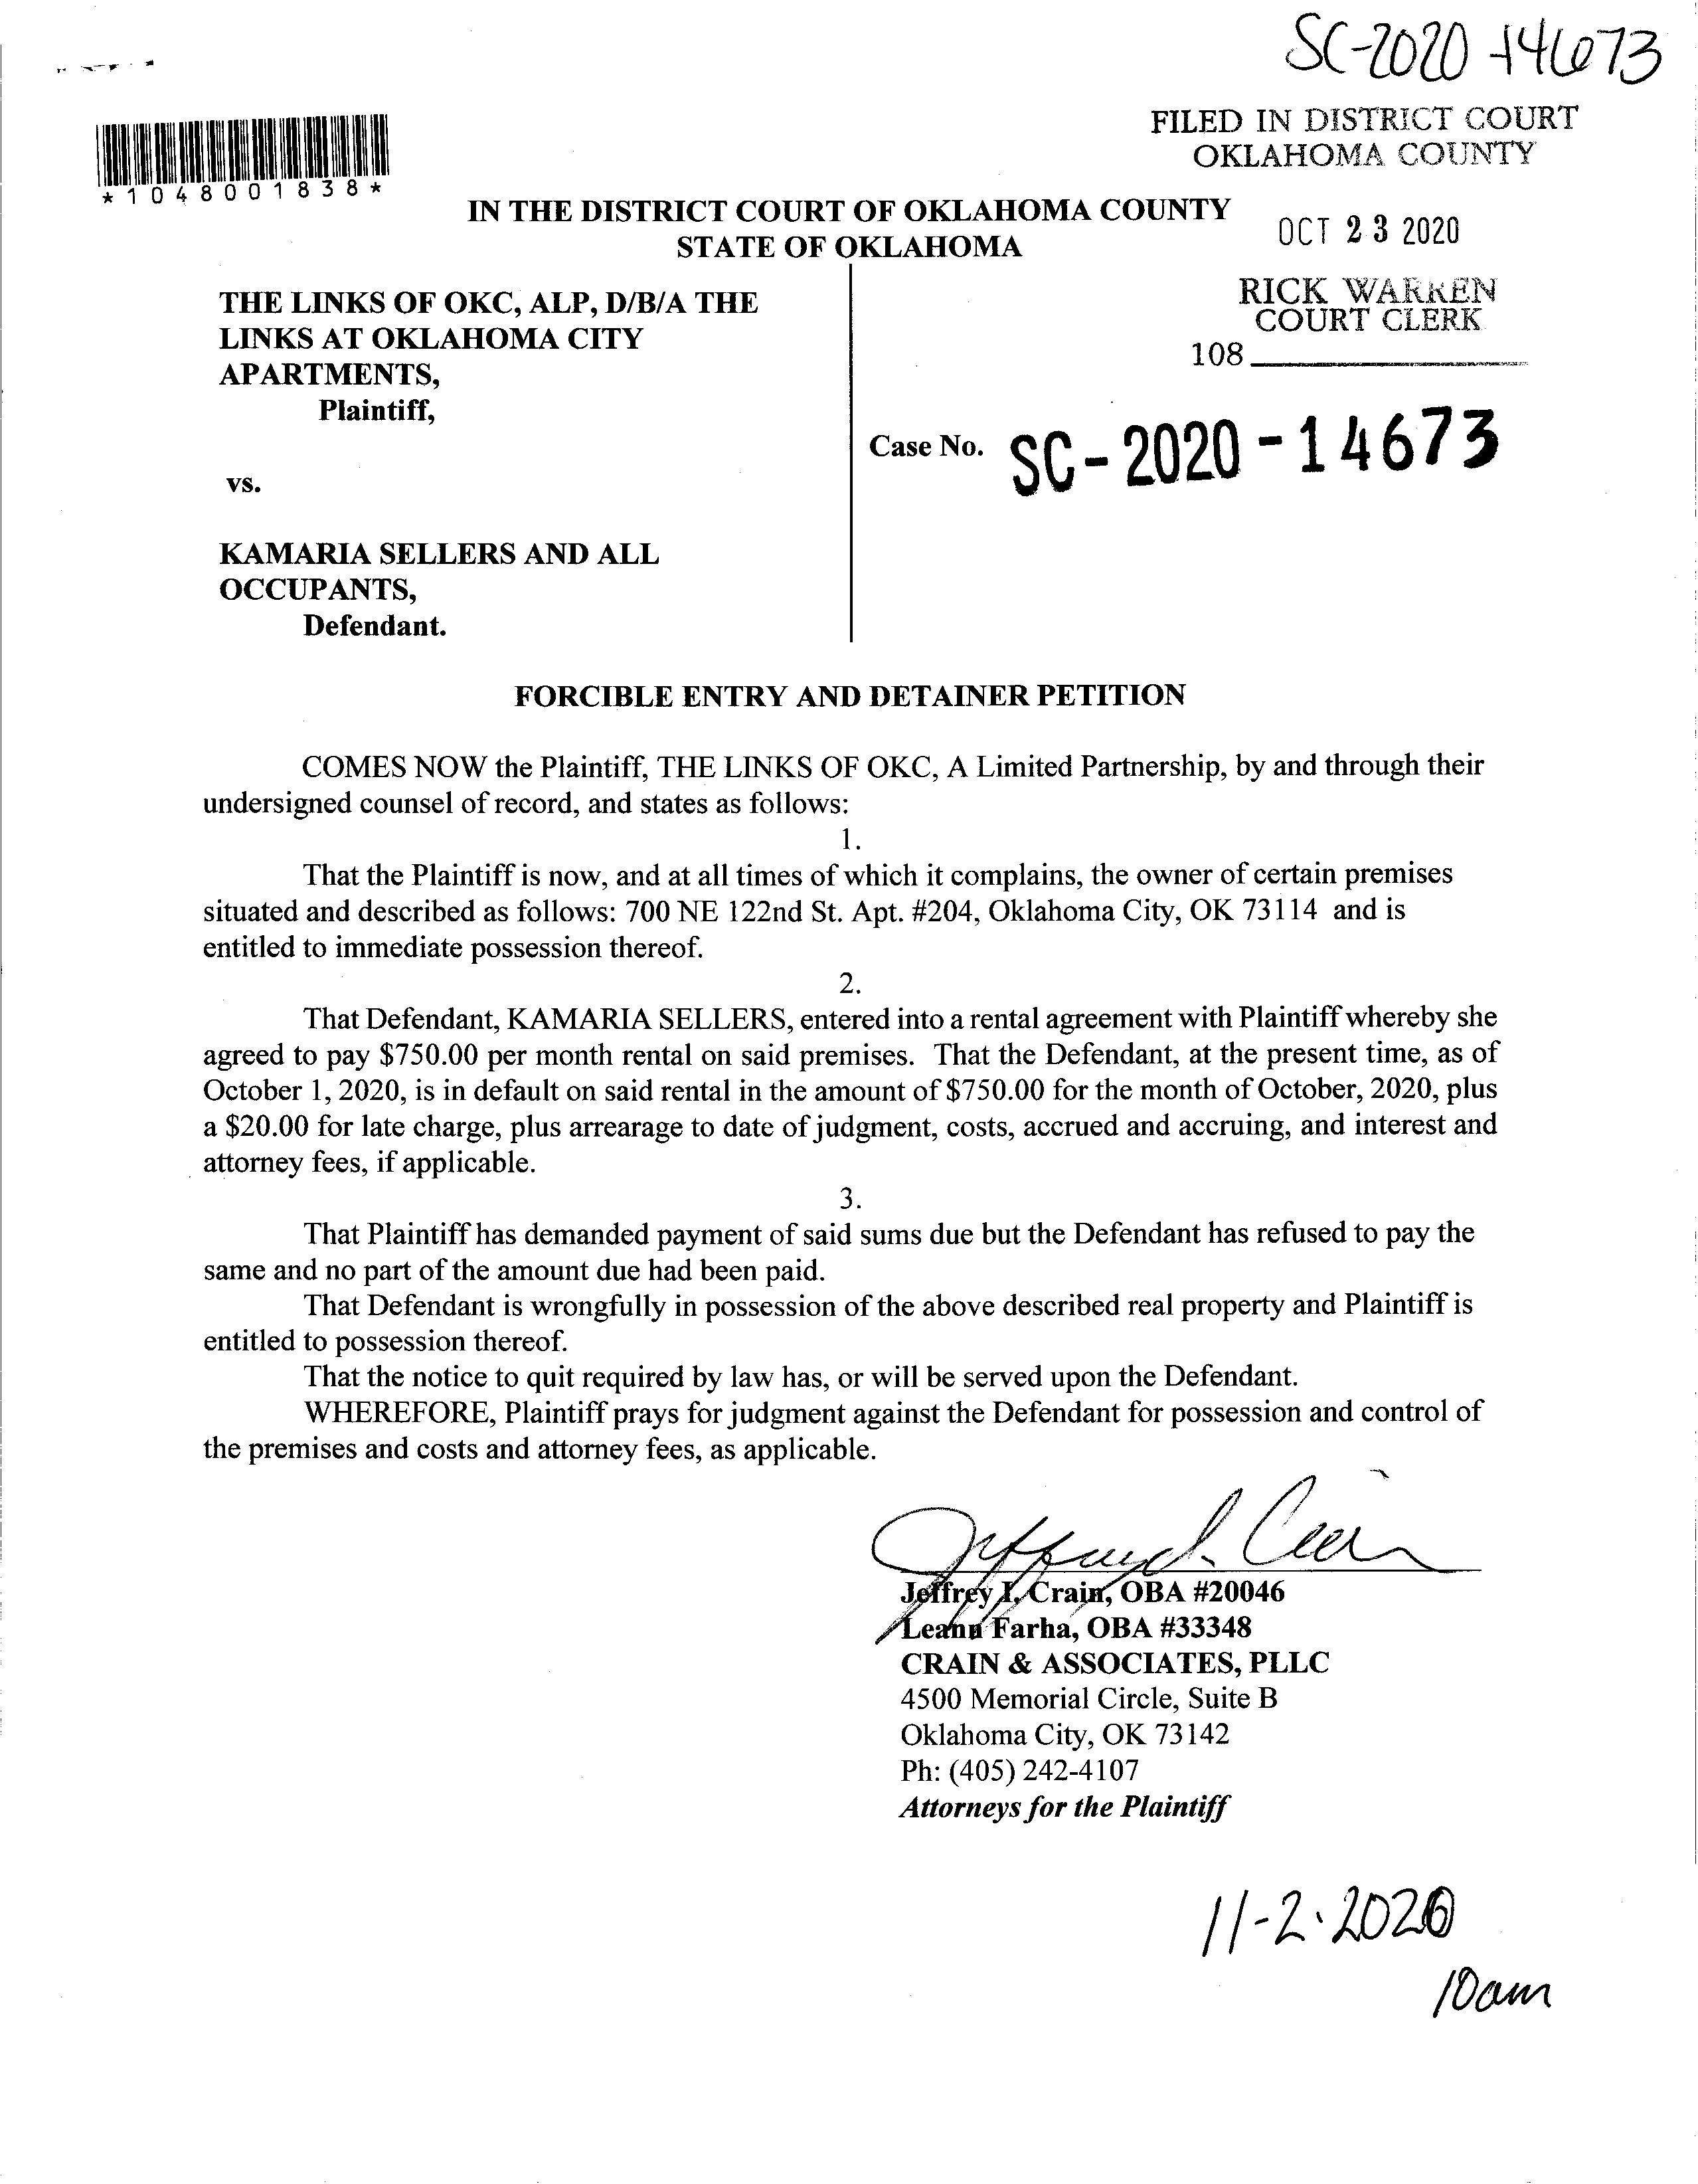 SC-2020-14673
FILED IN DISTRICT COURT
OKLAHOMA COUNTY
*1048001838*
IN THE DISTRICT COURT OF OKLAHOMA COUNTY
STATE OF OKLAHOMA
OCT 23 2020
RICK WARREN
COURT CLERK
108
THE LINKS OF OKC, ALP, D/B/A THE
LINKS AT OKLAHOMA CITY
APARTMENTS,
Plaintiff,
vs.
KAMARIA SELLERS AND ALL
OCCUPANTS,
Defendant.
Case No. SC-2020-14673
FORCIBLE ENTRY AND DETAINER PETITION
COMES NOW the Plaintiff, THE LINKS OF OKC, A Limited Partnership, by and through their
undersigned counsel of record, and states as follows:
1.
That the Plaintiff is now, and at all times of which it complains, the owner of certain premises
situated and described as follows: 700 NE 122nd St. Apt. #204, Oklahoma City, OK 73114 and is
entitled to immediate possession thereof.
2.
That Defendant, KAMARIA SELLERS, entered into a rental agreement with Plaintiff whereby she
agreed to pay $750.00 per month rental on said premises. That the Defendant, at the present time, as of
October 1, 2020, is in default on said rental in the amount of $750.00 for the month of October, 2020, plus
a $20.00 for late charge, plus arrearage to date of judgment, costs, accrued and accruing, and interest and
attorney fees, if applicable.
3.
That Plaintiff has demanded payment of said sums due but the Defendant has refused to pay the
same and no part of the amount due had been paid.
That Defendant is wrongfully in possession of the above described real property and Plaintiff is
entitled to possession thereof.
That the notice to quit required by law has, or will be served upon the Defendant.
WHEREFORE, Plaintiff prays for judgment against the Defendant for possession and control of
the premises and costs and attorney fees, as applicable.
Jeffrey I. Crain, OBA #20046
Leann Farha, OBA #33348
CRAIN & ASSOCIATES, PLLC
4500 Memorial Circle, Suite B
Oklahoma City, OK 73142
Ph: (405) 242-4107
Attorneys for the Plaintiff
11-2-2020
10am